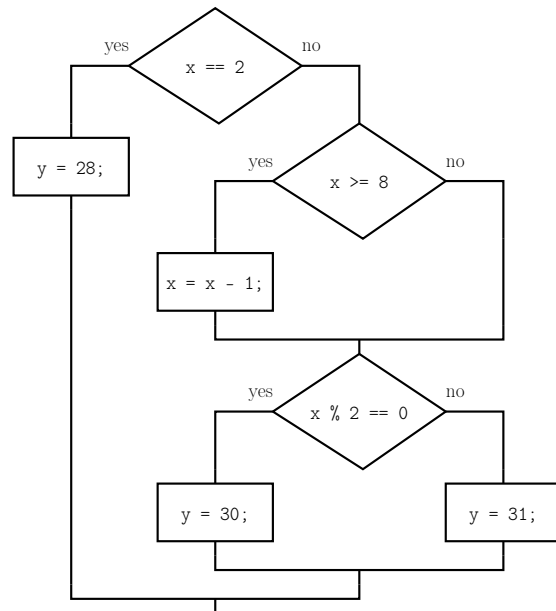 yes
no
x == 2
yes
no
y = 28;
x >= 8
x = x - 1;
yes
no
x % 2 == 0
y = 30;
y = 31;